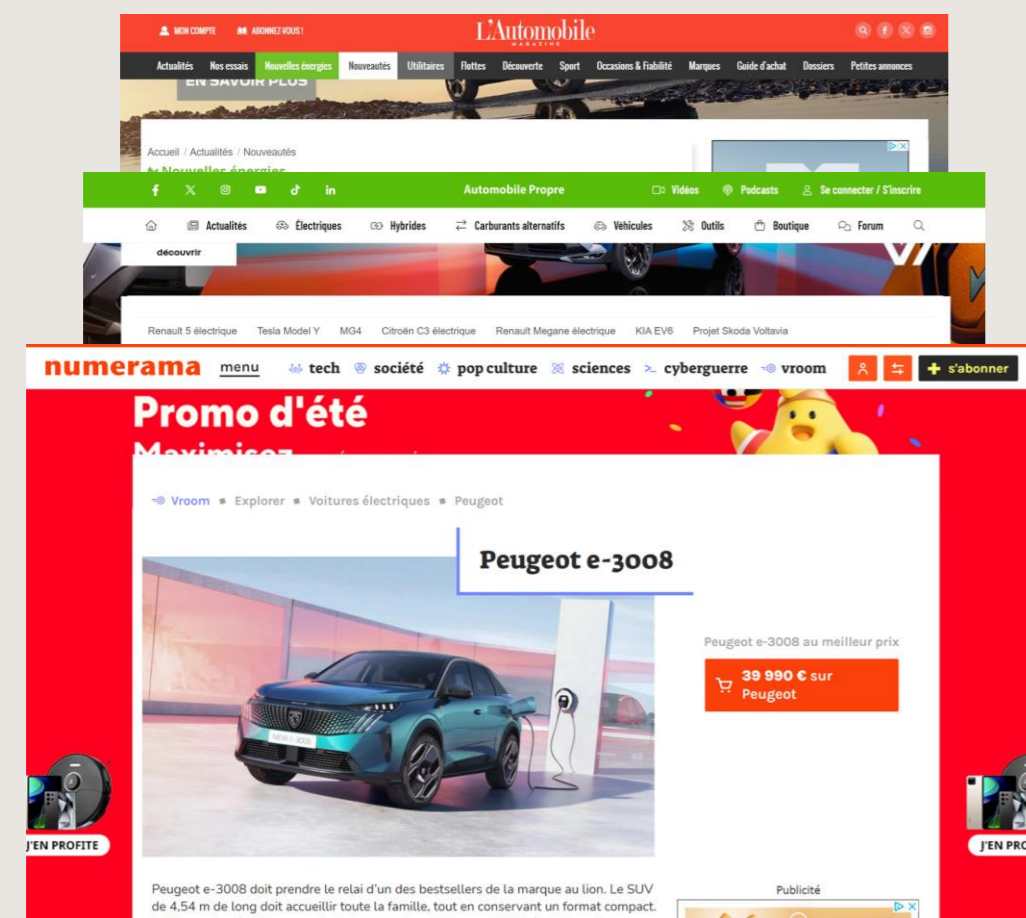 MON COMPTE ABONNEZ-VOUS !
L'Automobile
MAGAZINE
Actualités Nos essais Nouvelles énergies Nouveautés Utilitaires Flottes Découverte Sport Occasions & Fiabilité Marques Guide d'achat Dossiers Petites annonces
EN SAVOIR PLUS
Accueil / Actualités / Nouveautés
Nouvelles énergies
Automobile Propre Vidéos Podcasts Se connecter / S'inscrire
Actualités Électriques Hybrides Carburants alternatifs Véhicules Outils Boutique Forum
découvrir
Renault 5 électrique Tesla Model Y MG4 Citroën C3 électrique Renault Megane électrique KIA EV6 Projet Skoda Voltavia
numerama menu tech société pop culture sciences cyberguerre vroom s'abonner
Promo d'été
Maximisez
Vroom Explorer Voitures électriques Peugeot
Peugeot e-3008
Peugeot e-3008 au meilleur prix
39 990 € sur
Peugeot
NEW E-3008
J'EN PROFITE
J'EN PRO
Peugeot e-3008 doit prendre le relai d'un des bestsellers de la marque au lion. Le SUV
de 4,54 m de long doit accueillir toute la famille, tout en conservant un format compact.
Publicité